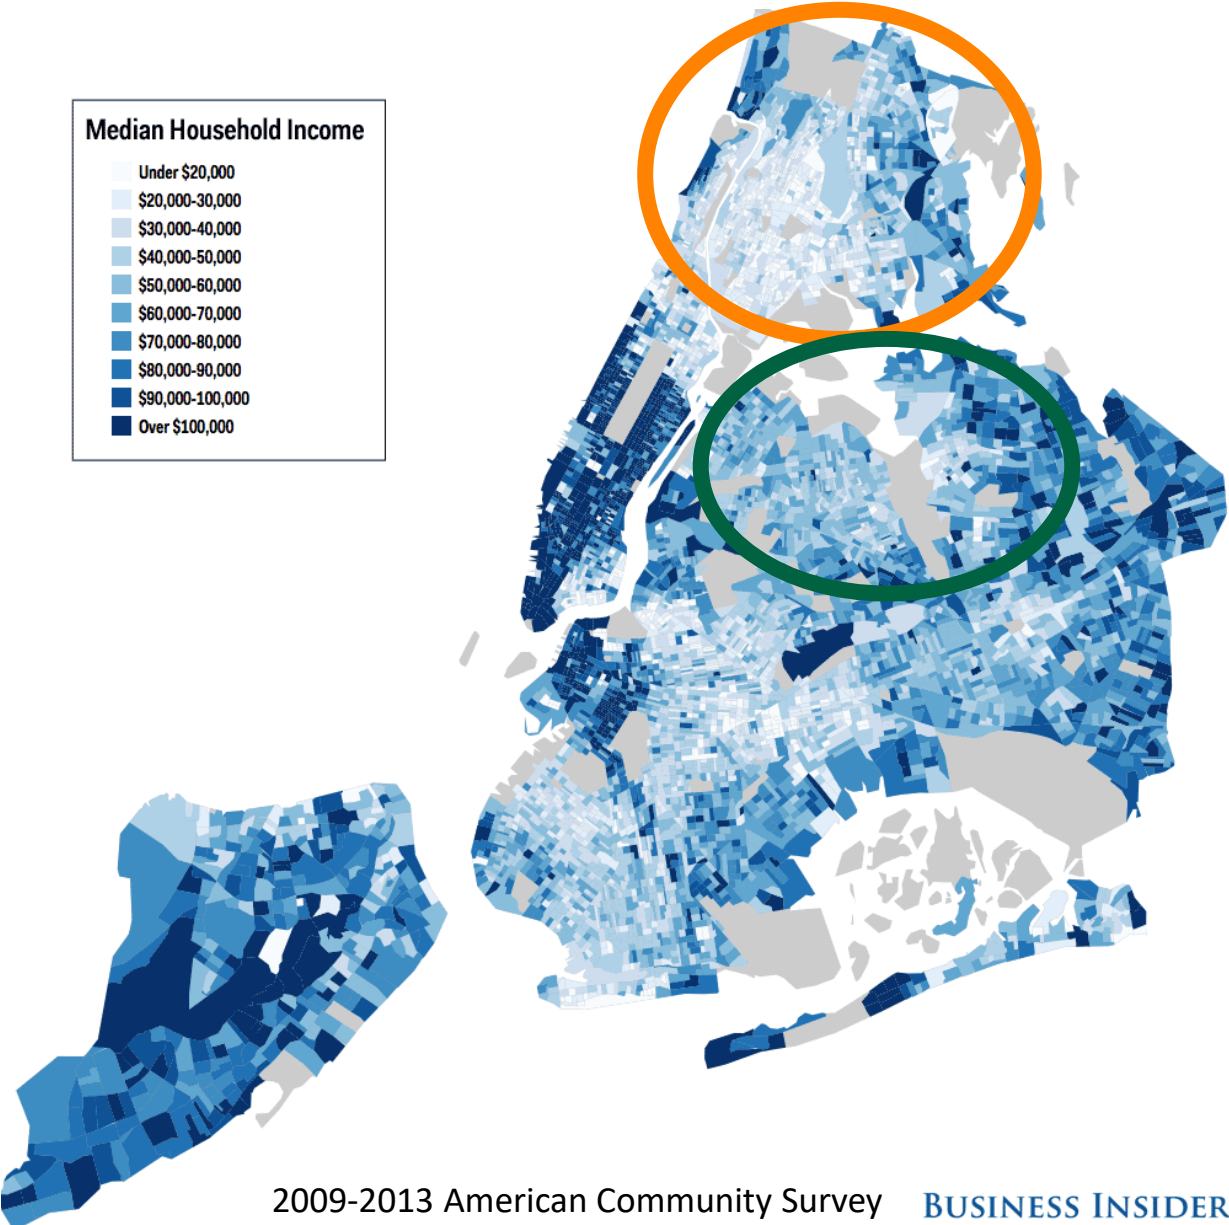 Median Household Income
Under $20,000
$20,000-30,000
$30,000-40,000
$40,000-50,000
$50,000-60,000
$60,000-70,000
$70,000-80,000
$80,000-90,000
$90,000-100,000
Over $100,000
2009-2013 American Community Survey
BUSINESS INSIDER